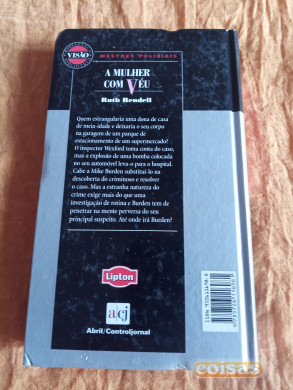 VISÃO
MESTRES POLICIAIS
A MULHER
COM VÉU
Ruth Rendell
Quem estrangularia uma dona de casa
de meia-idade e deixaria o seu corpo
na garagem de um parque de
estacionamento de um supermercado?
O inspector Wexford toma conta do caso,
mas a explosão de uma bomba colocada
no seu automóvel leva-o para o hospital.
Cabe a Mike Burden substituí-lo na
descoberta do criminoso e resolver
o caso. Mas a estranha natureza do
crime exige mais do que uma
investigação de rotina e Burden tem de
penetrar na mente perversa do seu
principal suspeito. Até onde irá Burden?
Lipton
acj
Abril/Controljornal
coisas